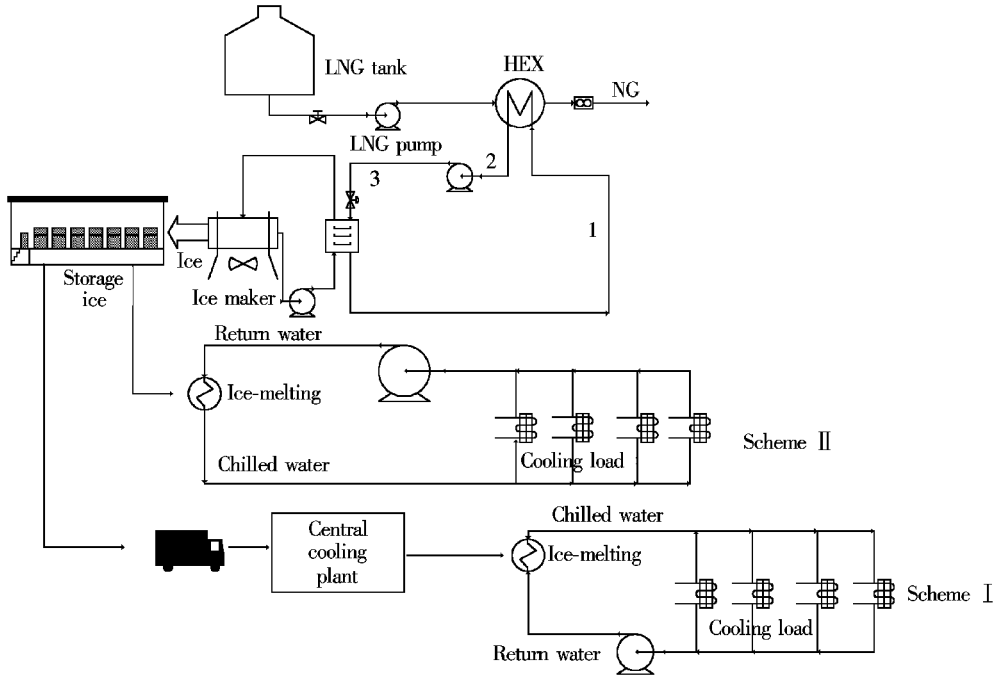 LNG tank
HEX
NG
LNG pump
2
3
1
Ice
Storage
ice
Ice maker
Return water
Ice-melting
Chilled water
Cooling load
Scheme Ⅱ
Chilled water
Central
cooling
plant
Ice-melting
Scheme Ⅰ
Cooling load
Return water